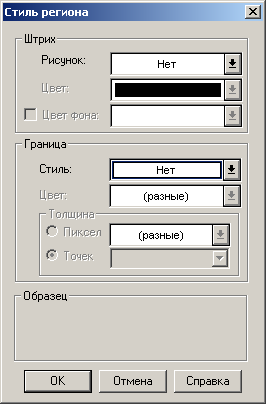 Стиль региона
Штрих
Рисунок: Нет
Цвет:
Цвет фона:
Граница
Стиль: Нет
Цвет: (разные)
Толщина
Пиксел (разные)
Точек
Образец
OK Отмена Справка